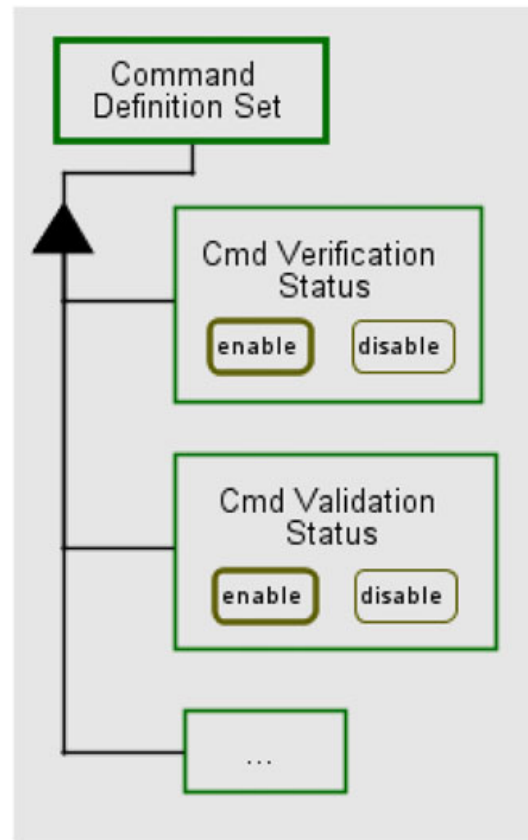 Command
Definition Set
Cmd Verification
Status
enable disable
Cmd Validation
Status
enable disable
...